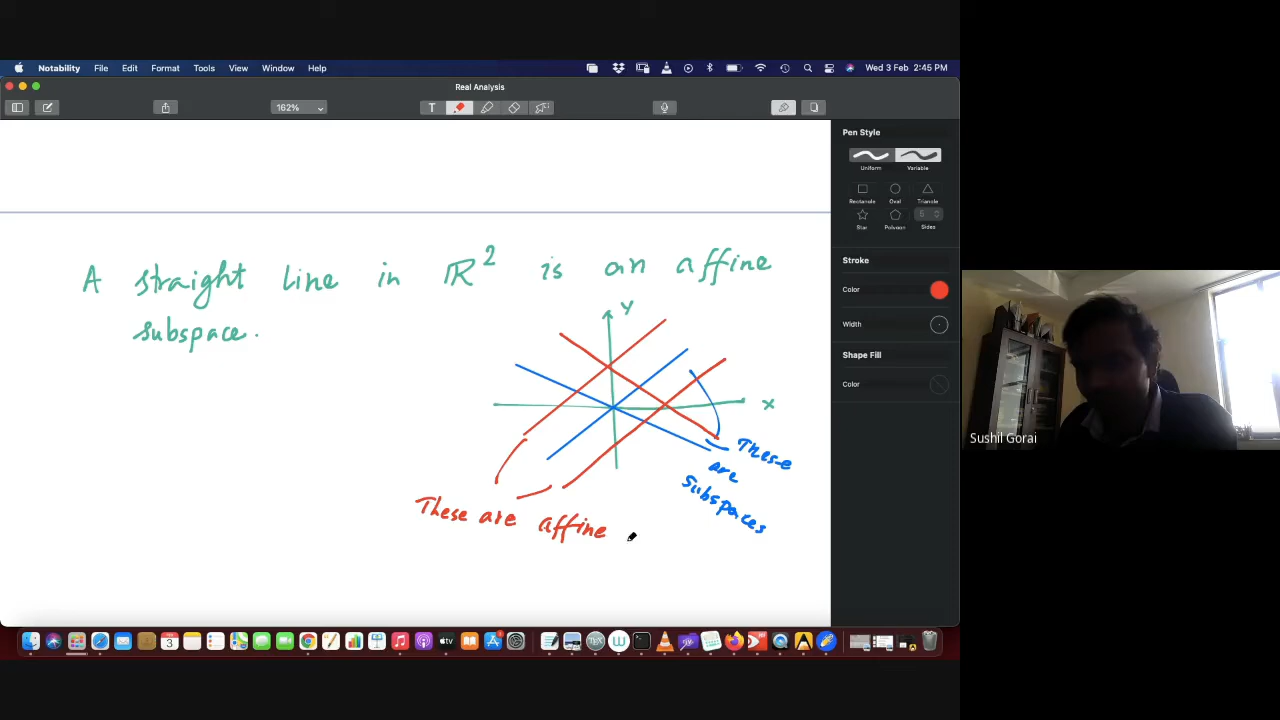 Notability File Edit Format Tools View Window Help Wed 3 Feb 2:45 PM
Real Analysis
162% T
Pen Style
Uniform Variable
Rectangle Oval Triangle
Star Polygon Sides
6
Stroke
Color
Width
Shape Fill
Color
A straight line in ℝ² is an affine
subspace.
Y
X
These
are
subspaces
These are affine
Sushil Gorai